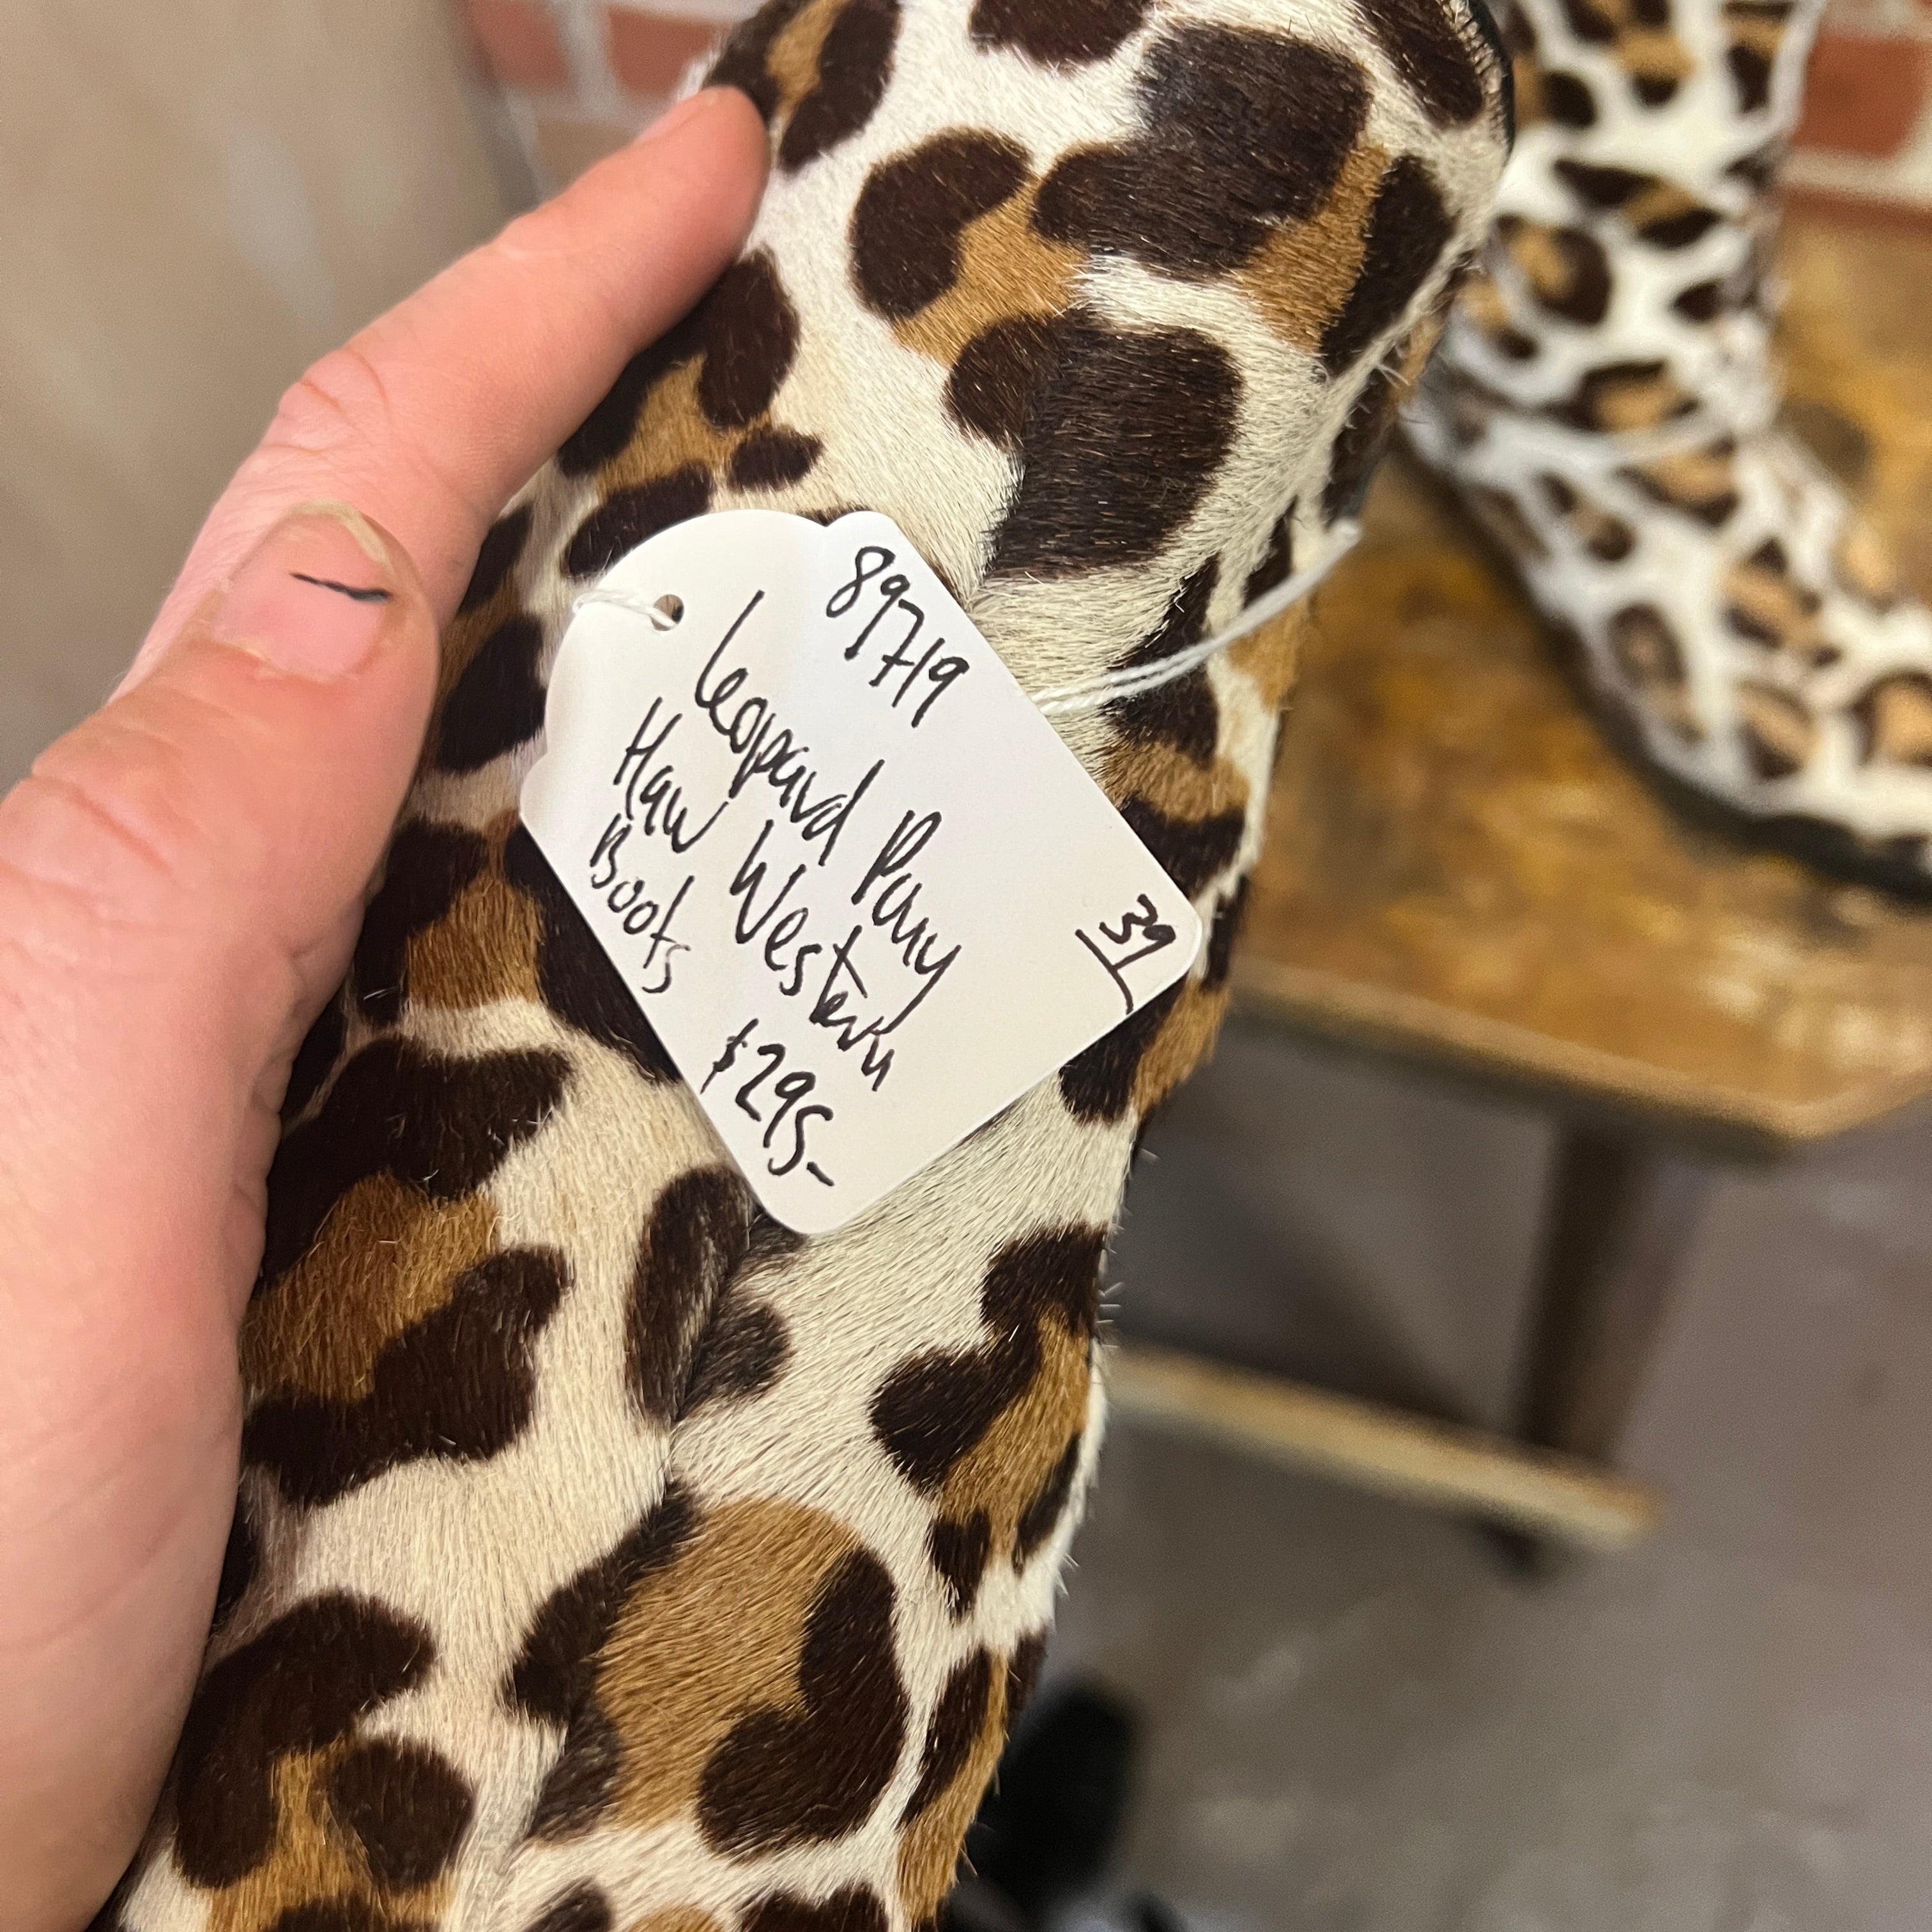 89719
Leopard Pony
Hair Western
Boots
$295-
39